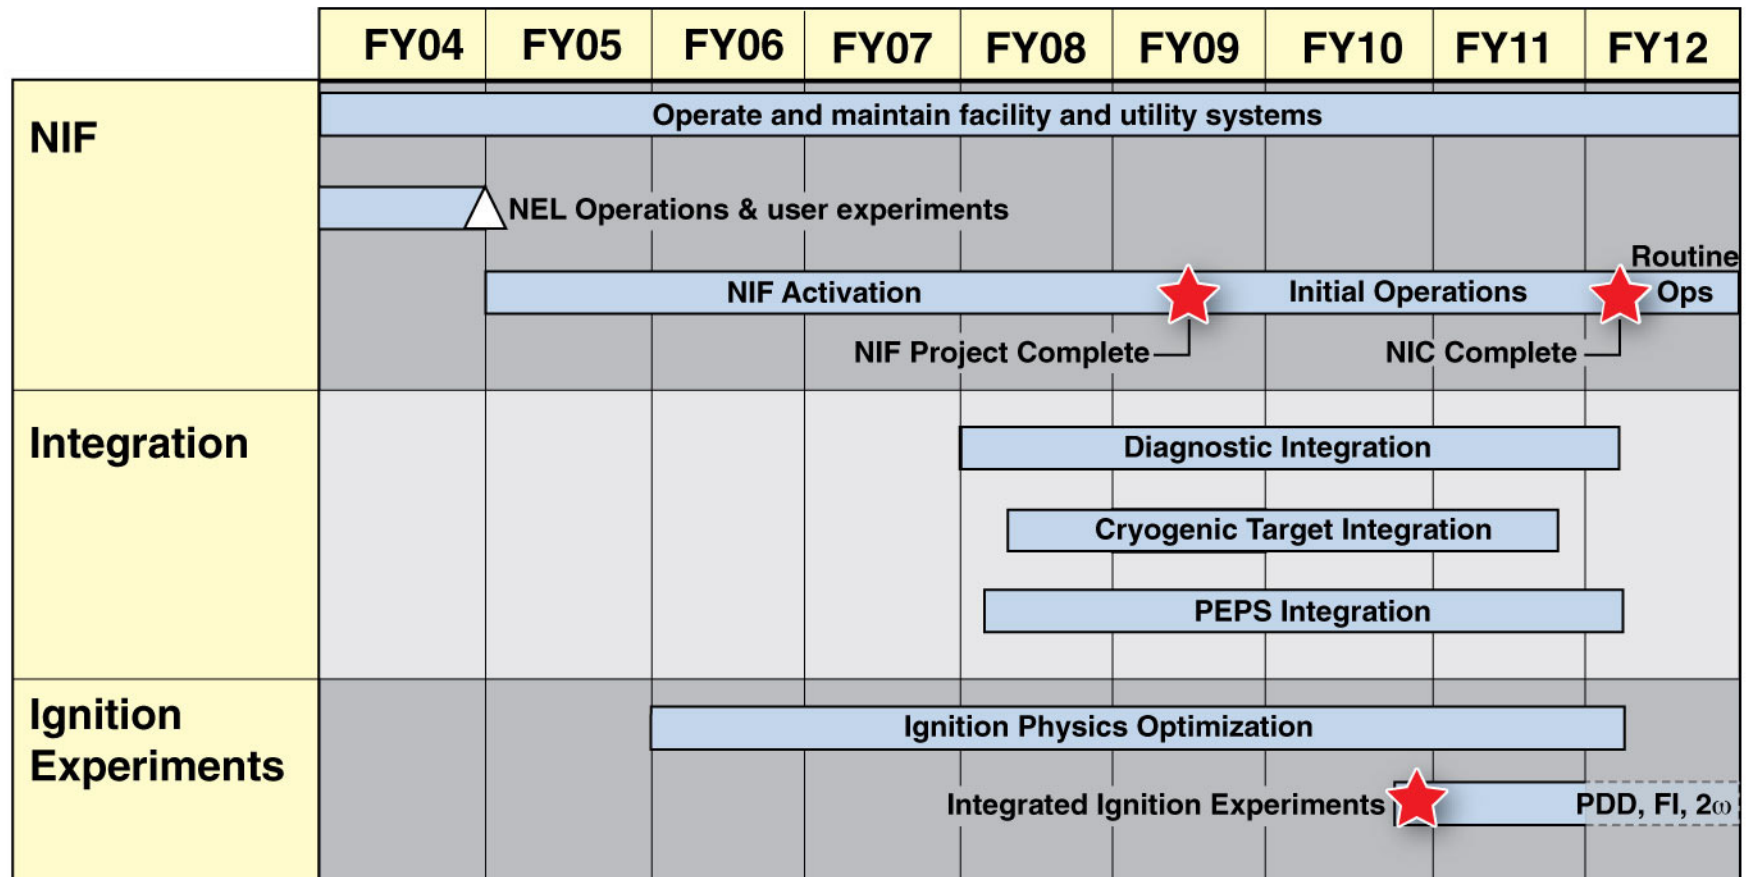 FY04 FY05 FY06 FY07 FY08 FY09 FY10 FY11 FY12
NIF
Operate and maintain facility and utility systems
NEL Operations & user experiments
NIF Activation
Initial Operations
Routine
Ops
NIF Project Complete
NIC Complete
Integration
Diagnostic Integration
Cryogenic Target Integration
PEPS Integration
Ignition
Experiments
Ignition Physics Optimization
Integrated Ignition Experiments
PDD, FI, 2ω